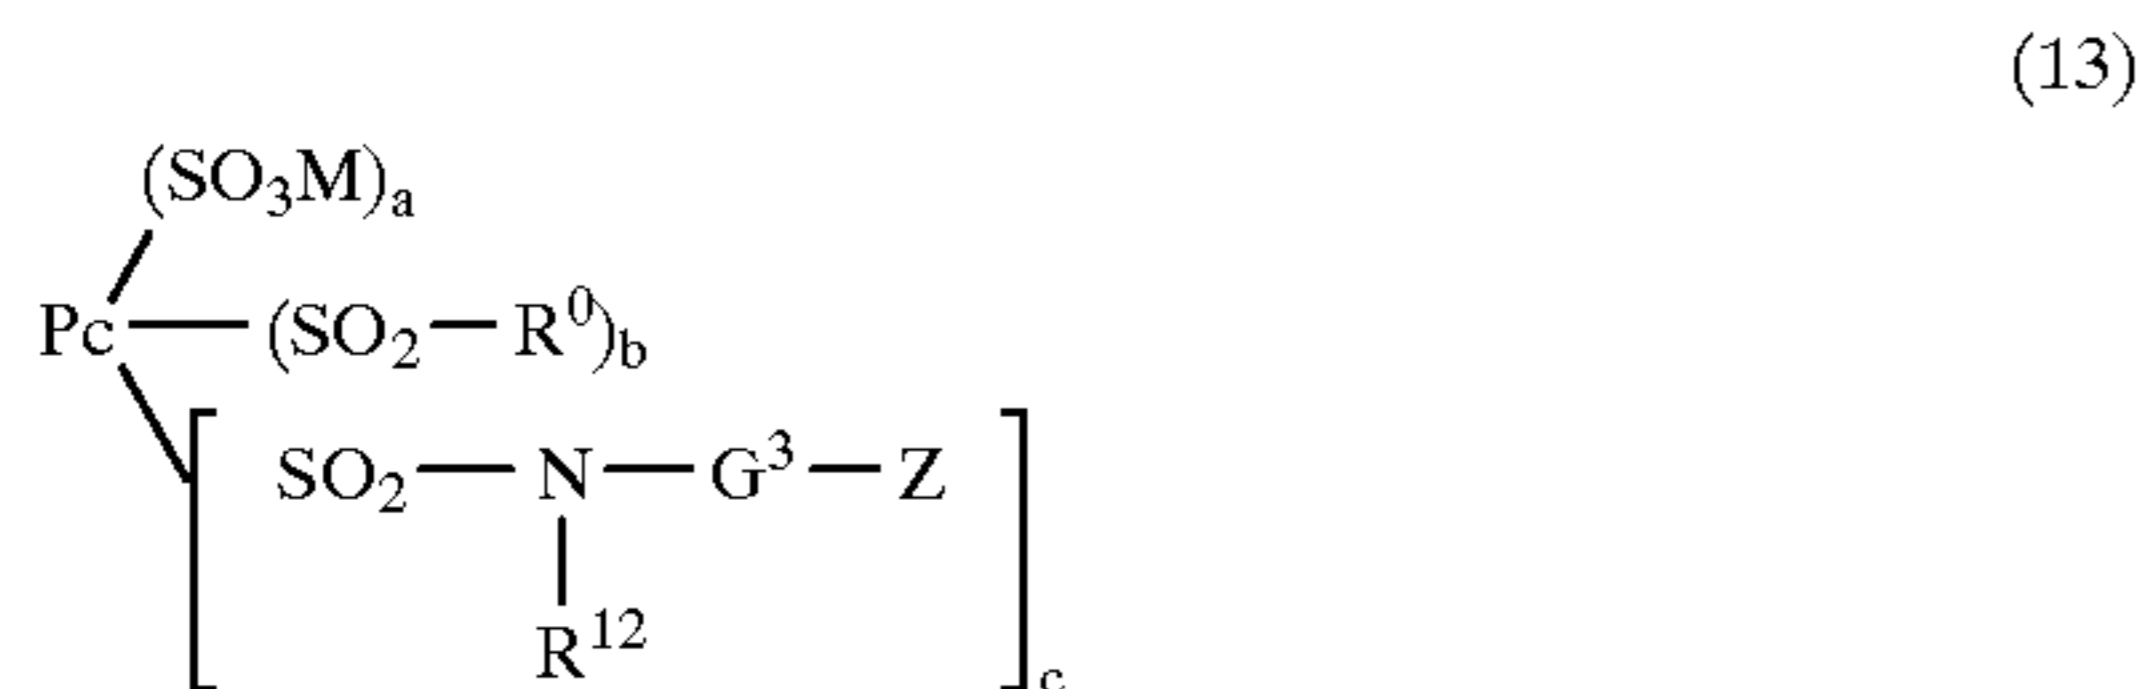 (13)
(SO₃M)ₐ
Pc—(SO₂—R⁰)b
[SO₂—N—G³—Z]c
R¹²